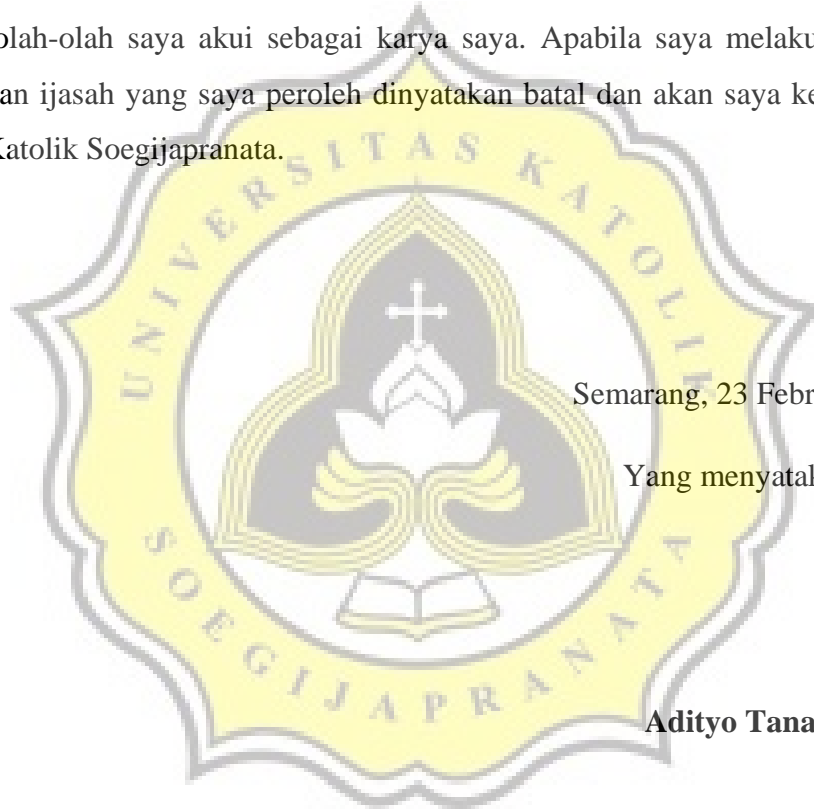 olah-olah saya akui sebagai karya saya. Apabila saya melaku
an ijasah yang saya peroleh dinyatakan batal dan akan saya ke
Katolik Soegijapranata.
UNIVERSITAS KATOLIK
SOEGIJAPRANATA
Semarang, 23 Febr
Yang menyatak
Adityo Tana